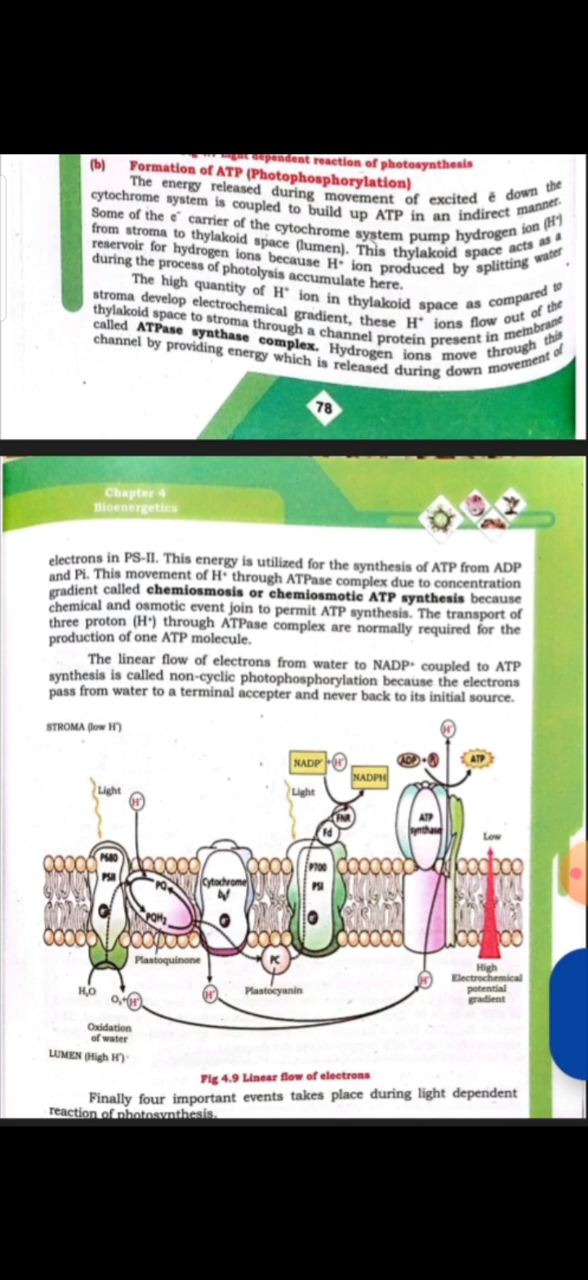 dependent reaction of photosynthesis
(b) Formation of ATP (Photophosphorylation)
The energy released during movement of excited ē down the
cytochrome system is coupled to build up ATP in an indirect manner.
Some of the e⁻ carrier of the cytochrome system pump hydrogen ion (H⁺)
from stroma to thylakoid space (lumen). This thylakoid space acts as a
reservoir for hydrogen ions because H⁺ ion produced by splitting water
during the process of photolysis accumulate here.
The high quantity of H⁺ ion in thylakoid space as compared to
stroma develop electrochemical gradient, these H⁺ ions flow out of the
thylakoid space to stroma through a channel protein present in membrane
called ATPase synthase complex. Hydrogen ions move through this
channel by providing energy which is released during down movement of
78
Chapter 4
Bioenergetics
electrons in PS-II. This energy is utilized for the synthesis of ATP from ADP
and Pi. This movement of H⁺ through ATPase complex due to concentration
gradient called chemiosmosis or chemiosmotic ATP synthesis because
chemical and osmotic event join to permit ATP synthesis. The transport of
three proton (H⁺) through ATPase complex are normally required for the
production of one ATP molecule.
The linear flow of electrons from water to NADP⁺ coupled to ATP
synthesis is called non-cyclic photophosphorylation because the electrons
pass from water to a terminal accepter and never back to its initial source.
STROMA (low H⁺)
H⁺
NADP⁺ + H⁺
ADP +
ATP
NADPH
Light
H⁺
Light
FNR
Fd
ATP
synthase
Low
P680
PSII
PQ
PQH₂
Cytochrome
b₆f
P700
PSI
Plastoquinone
PC
Plastocyanin
H₂O
O₂+H⁺
H⁺
H⁺
High
Electrochemical
potential
gradient
Oxidation
of water
LUMEN (High H⁺)
Fig 4.9 Linear flow of electrons
Finally four important events takes place during light dependent
reaction of photosynthesis.